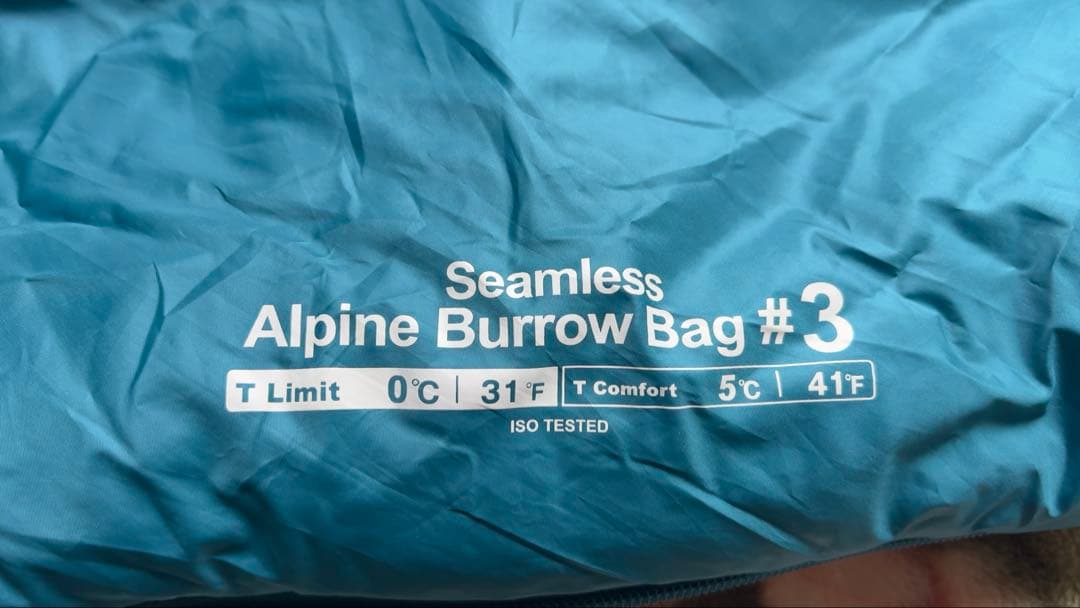 Seamless
Alpine Burrow Bag #3
T Limit 0℃ | 31°F T Comfort 5℃ | 41°F
ISO TESTED